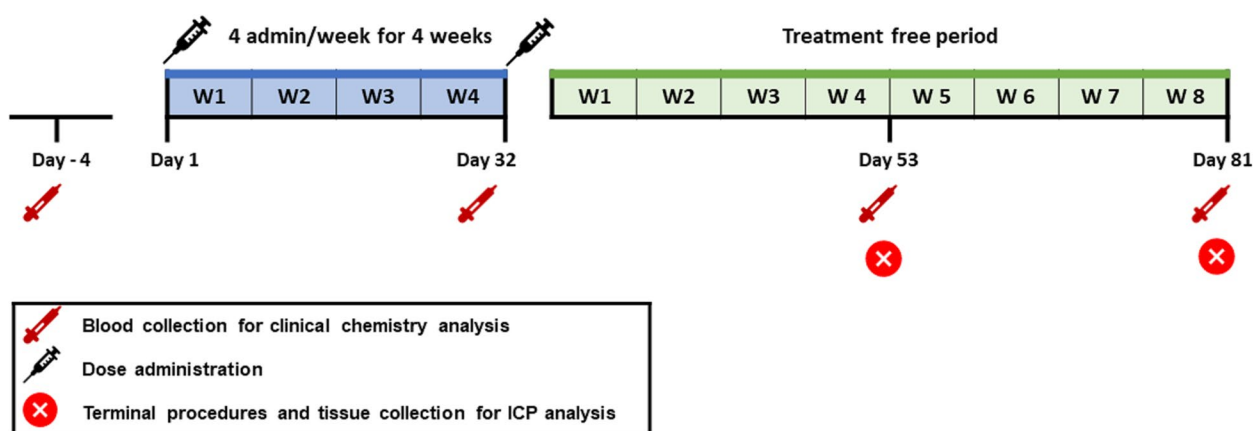 4 admin/week for 4 weeks
Treatment free period
W1 W2 W3 W4
W1 W2 W3 W 4 W 5 W 6 W 7 W 8
Day - 4
Day 1
Day 32
Day 53
Day 81
Blood collection for clinical chemistry analysis
Dose administration
Terminal procedures and tissue collection for ICP analysis